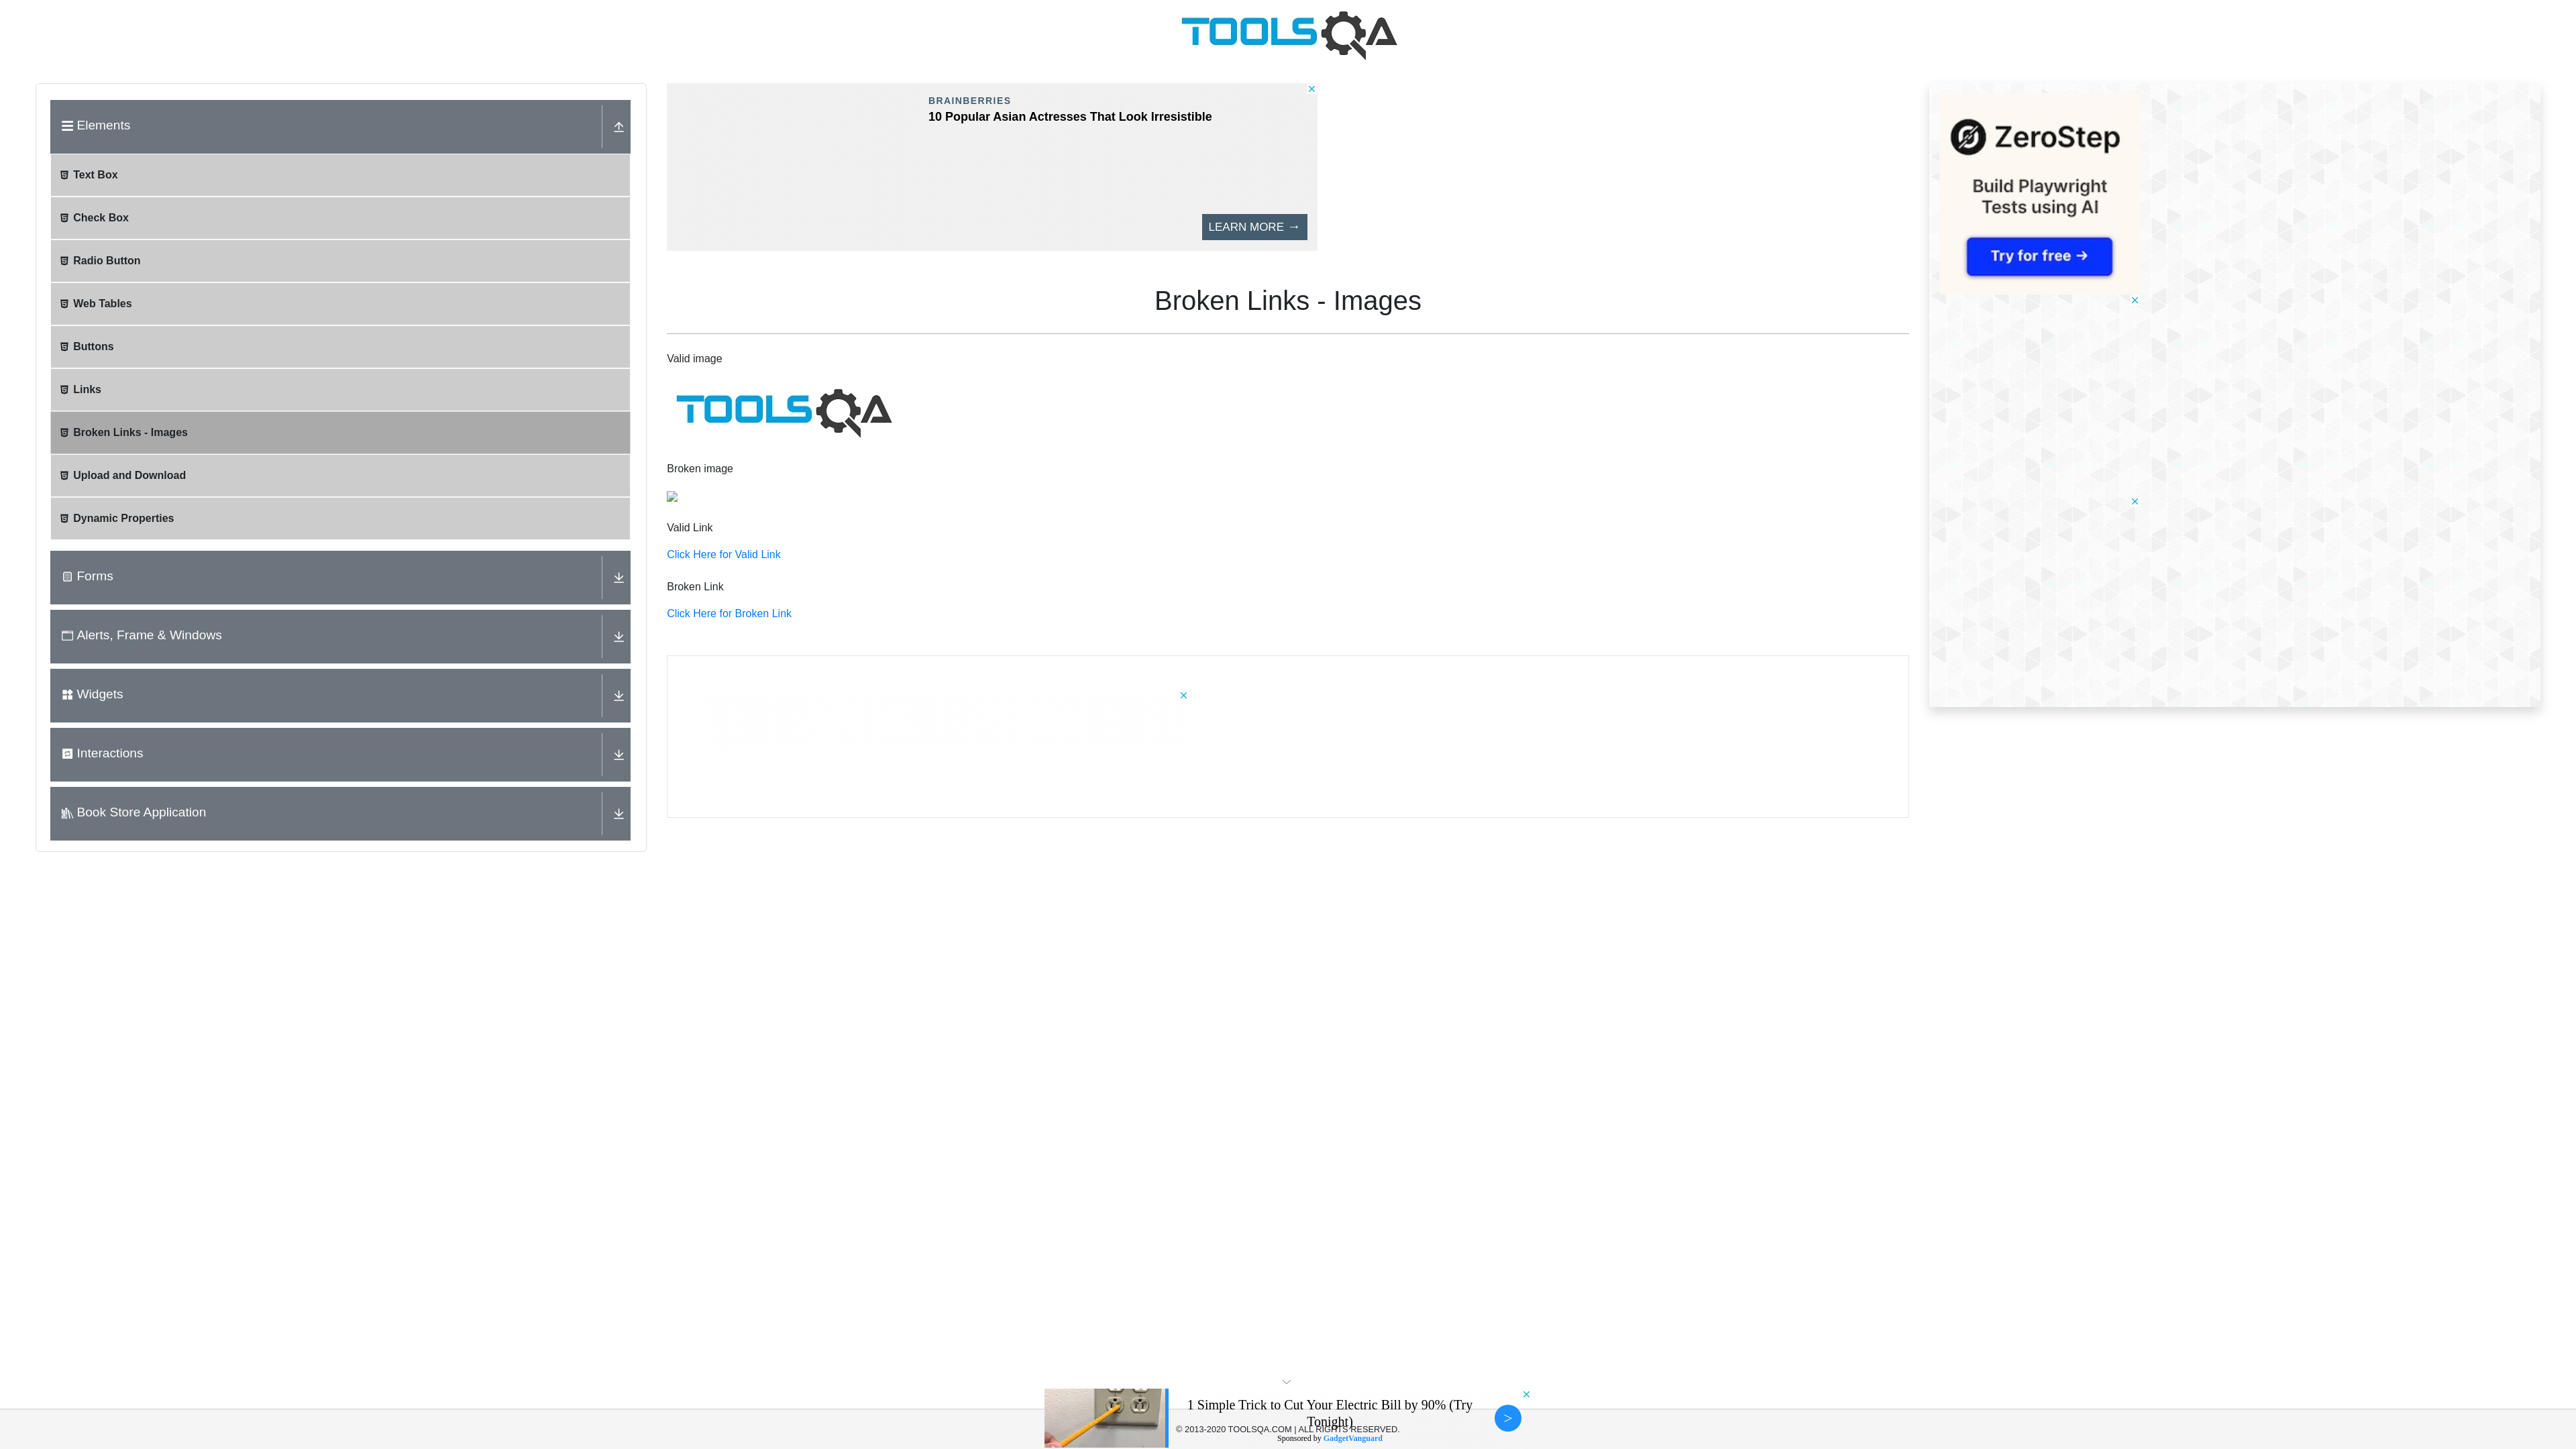 TOOLSQA
Elements
Text Box
Check Box
Radio Button
Web Tables
Buttons
Links
Broken Links - Images
Upload and Download
Dynamic Properties
Forms
Alerts, Frame & Windows
Widgets
Interactions
Book Store Application
BRAINBERRIES
10 Popular Asian Actresses That Look Irresistible
LEARN MORE →
Broken Links - Images
Valid image
TOOLSQA
Broken image
Valid Link
Click Here for Valid Link
Broken Link
Click Here for Broken Link
ZeroStep
Build Playwright
Tests using AI
Try for free →
1 Simple Trick to Cut Your Electric Bill by 90% (Try
Tonight)
>
© 2013-2020 TOOLSQA.COM | ALL RIGHTS RESERVED.
Sponsored by GadgetVanguard